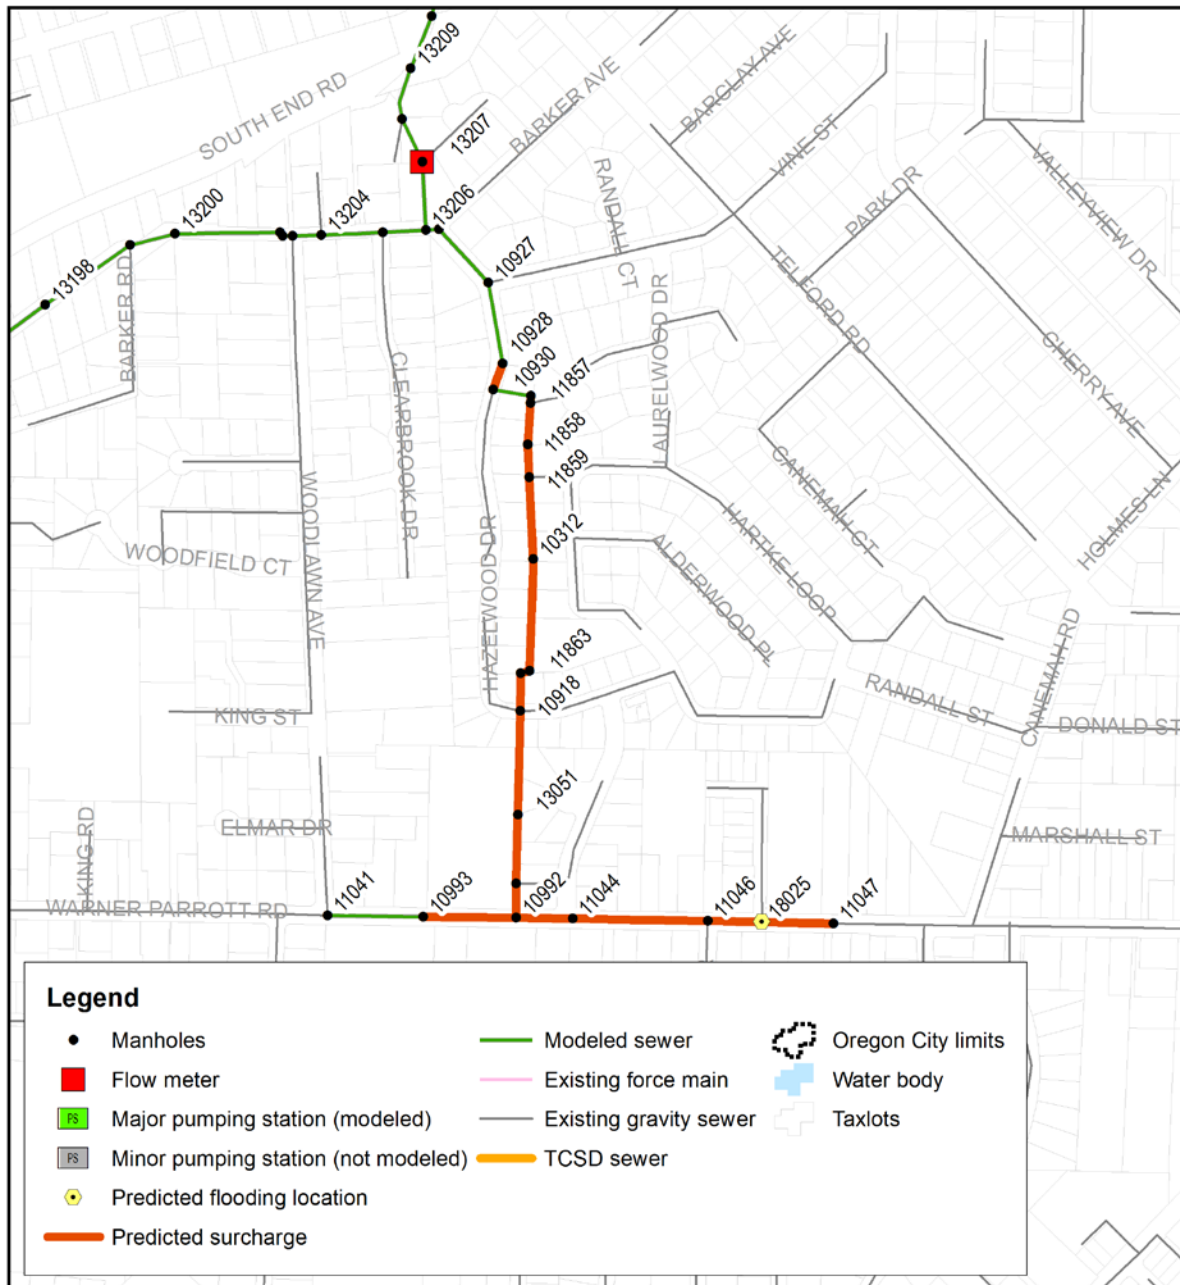 13209
SOUTH END RD
13207
BARKER AVE
BARCLAY AVE
VINE ST
VALLEYVIEW DR
PARK DR
RANDALL CT
13200
13204
13206
13198
BARKER RD
10927
TELFORD RD
LAURELWOOD DR
CHERRY AVE
10928
10930
11857
CLEARBROOK DR
11858
11859
CANEMAH CT
HOLMES LN
WOODLAWN AVE
WOODFIELD CT
HAZELWOOD DR
10312
HARTKE LOOP
ALDERWOOD PL
11863
10918
CANEMAH RD
RANDALL ST
DONALD ST
KING ST
13051
KING RD
ELMAR DR
MARSHALL ST
WARNER PARROTT RD
11041
10993
10992
11044
11046
18025
11047
Legend
Manholes
Flow meter
PS Major pumping station (modeled)
PS Minor pumping station (not modeled)
Predicted flooding location
Predicted surcharge
Modeled sewer
Existing force main
Existing gravity sewer
TCSD sewer
Oregon City limits
Water body
Taxlots